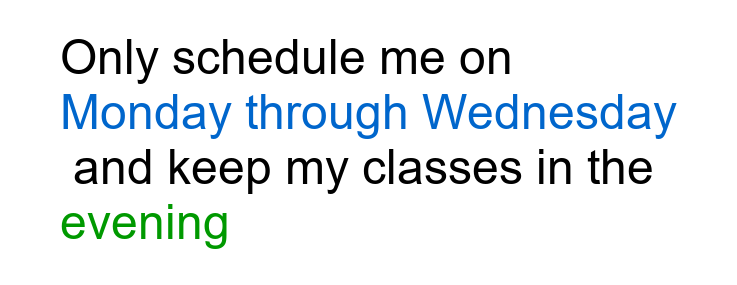 Only schedule me on
Monday through Wednesday
and keep my classes in the
evening